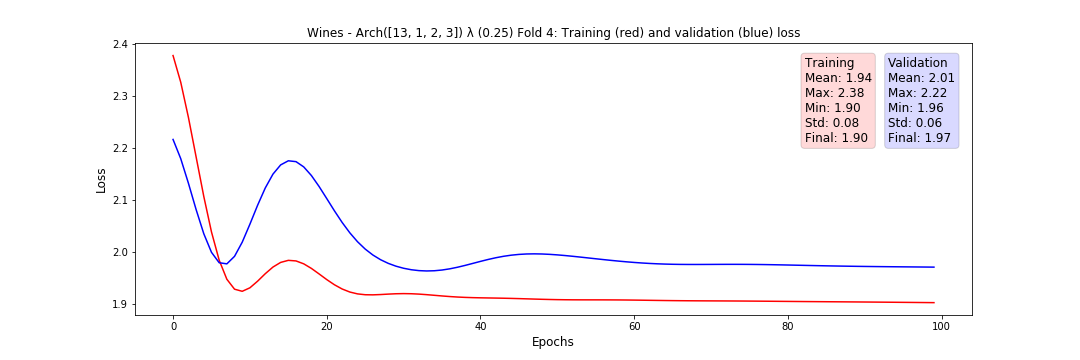 Wines - Arch([13, 1, 2, 3]) λ (0.25) Fold 4: Training (red) and validation (blue) loss
2.4
2.3
2.2
2.1
2.0
1.9
Loss
Training
Mean: 1.94
Max: 2.38
Min: 1.90
Std: 0.08
Final: 1.90
Validation
Mean: 2.01
Max: 2.22
Min: 1.96
Std: 0.06
Final: 1.97
0 20 40 60 80 100
Epochs